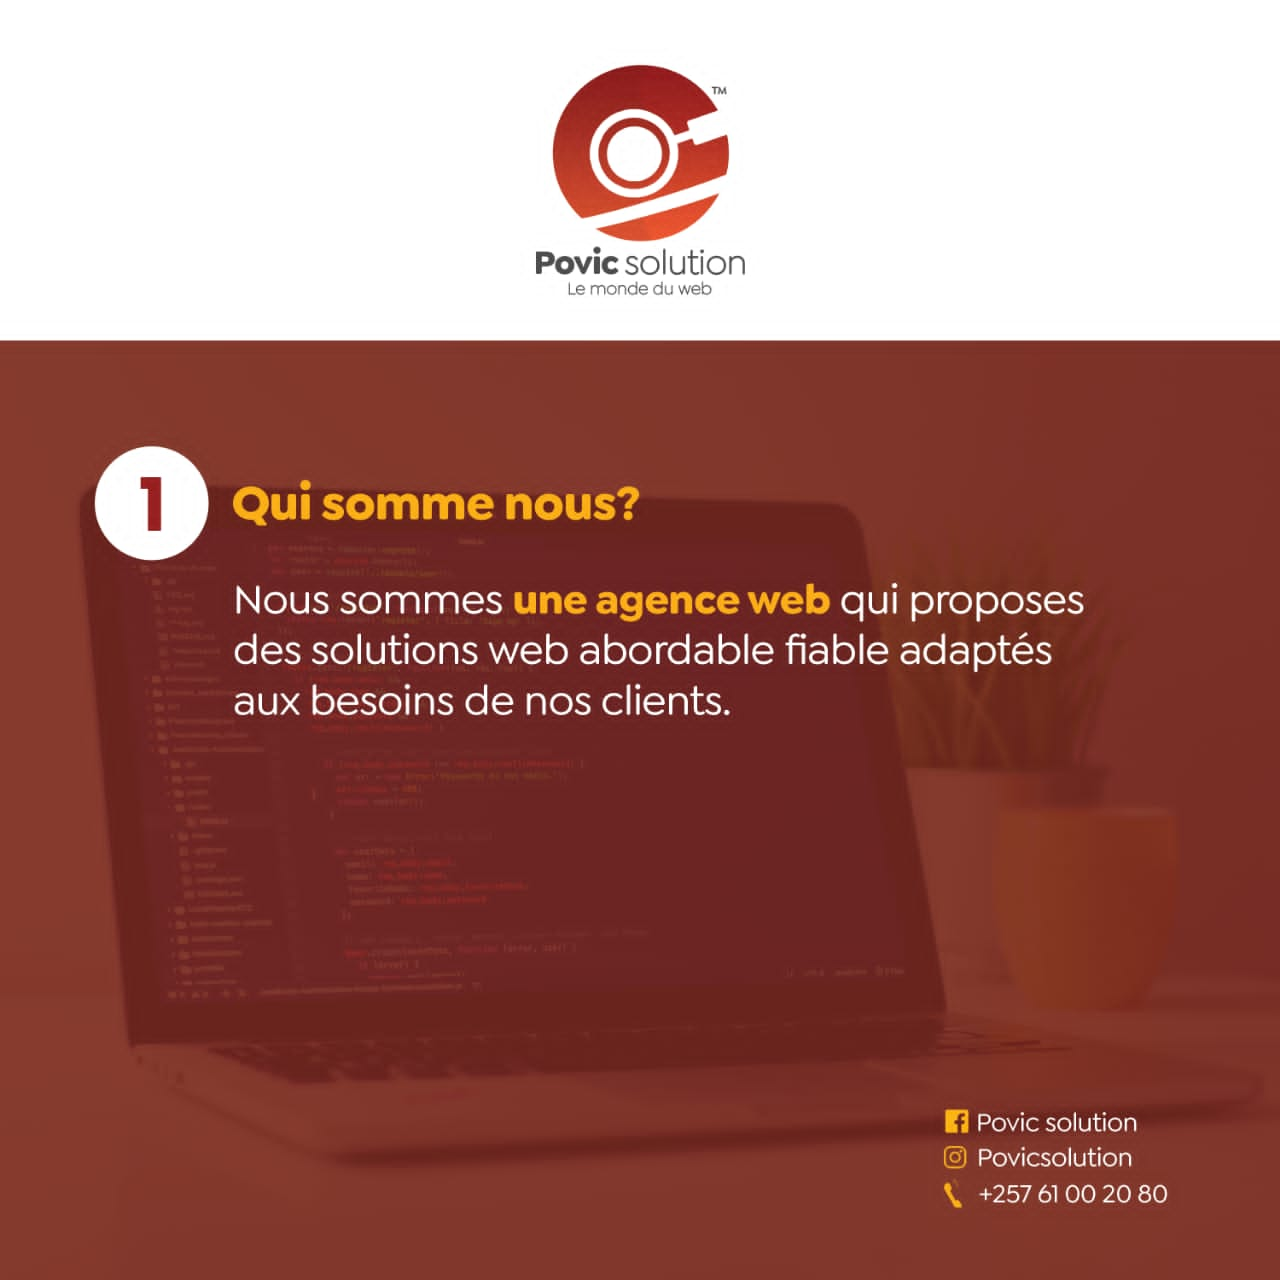 TM
Povic solution
Le monde du web
1
Qui somme nous?
Nous sommes une agence web qui proposes
des solutions web abordable fiable adaptés
aux besoins de nos clients.
Povic solution
Povicsolution
+257 61 00 20 80